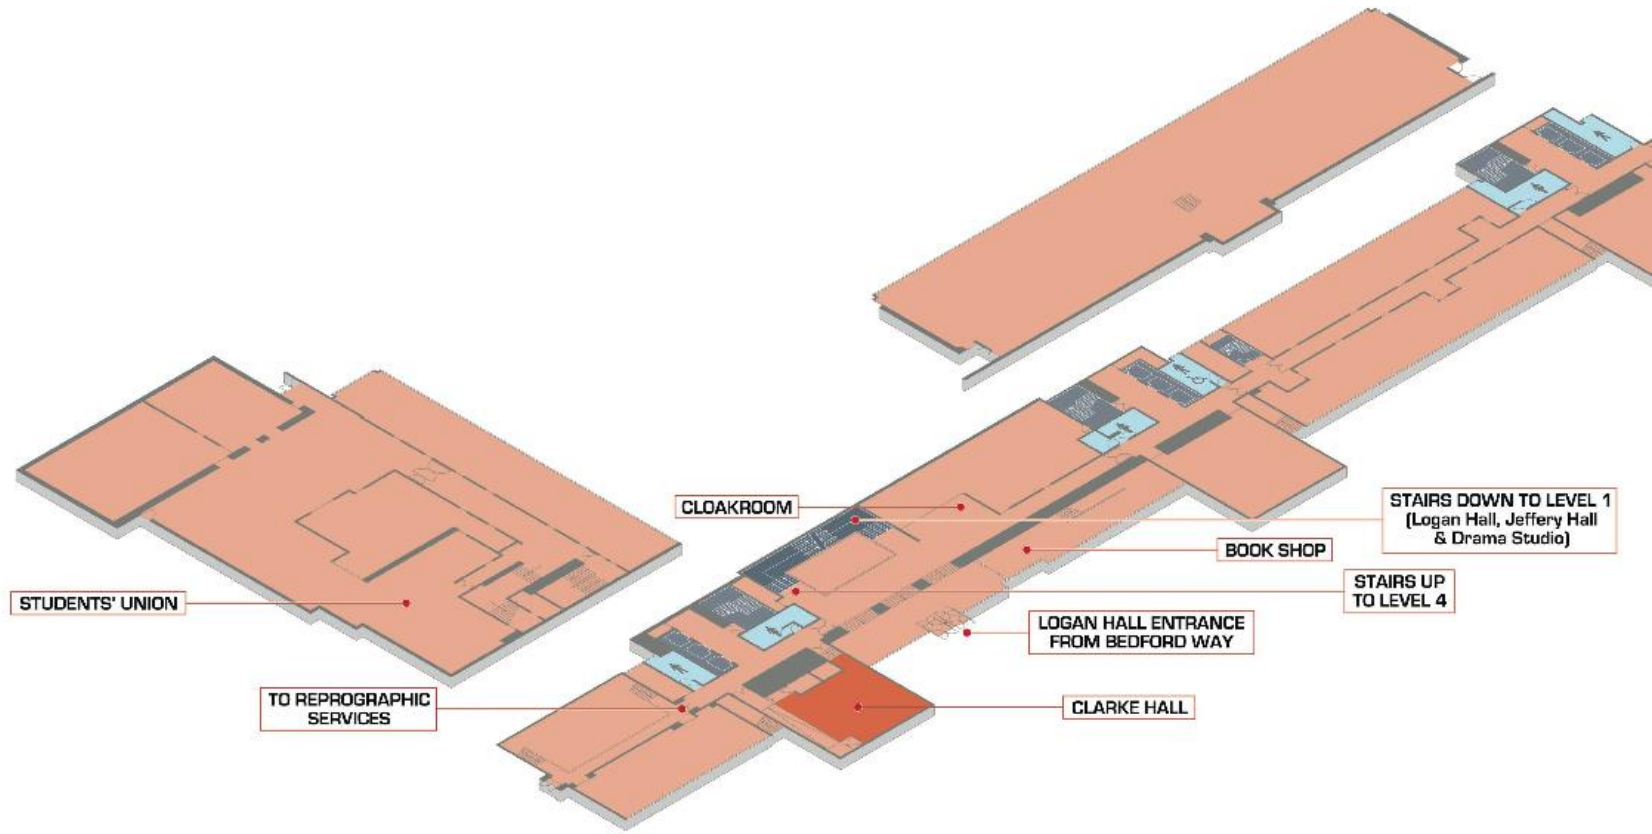 CLOAKROOM
STAIRS DOWN TO LEVEL 1
(Logan Hall, Jeffery Hall
& Drama Studio)
BOOK SHOP
STAIRS UP
TO LEVEL 4
STUDENTS' UNION
LOGAN HALL ENTRANCE
FROM BEDFORD WAY
TO REPROGRAPHIC
SERVICES
CLARKE HALL